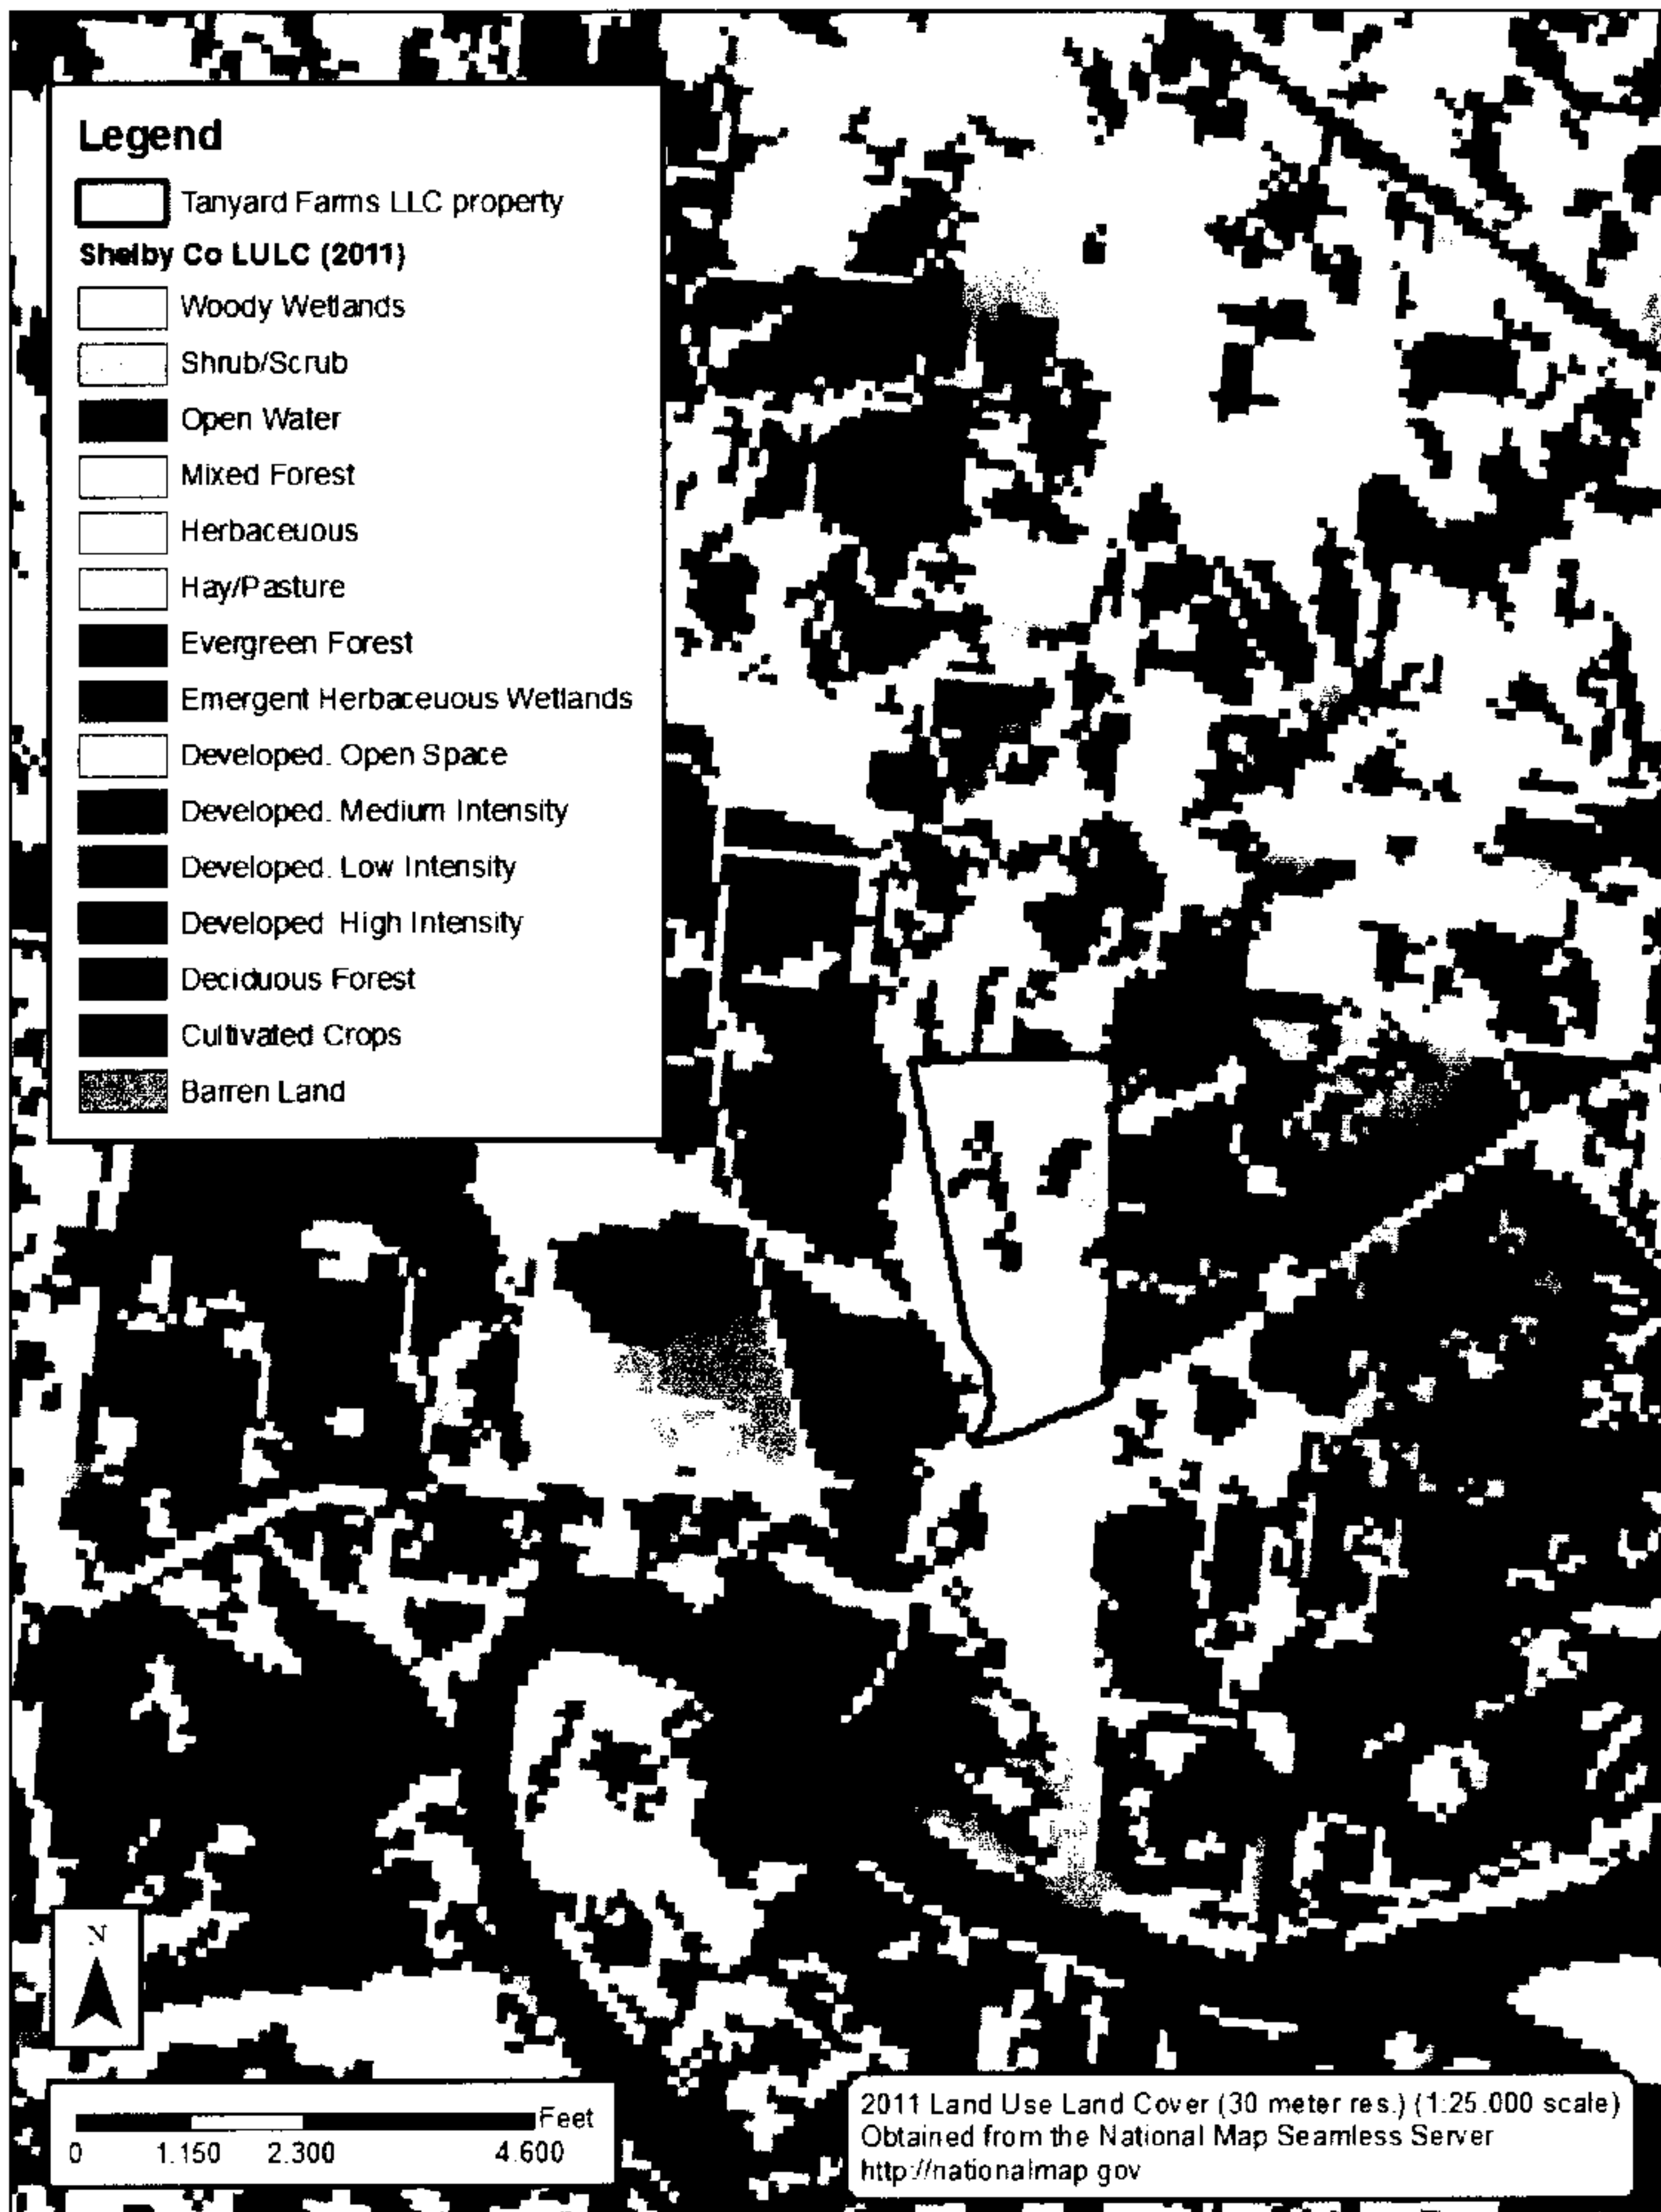 Legend
Tanyard Farms LLC property
Shelby Co LULC (2011)
Woody Wetlands
Shrub/Scrub
Open Water
Mixed Forest
Herbaceuous
Hay/Pasture
Evergreen Forest
Emergent Herbaceuous Wetlands
Developed. Open Space
Developed. Medium Intensity
Developed. Low Intensity
Developed High Intensity
Deciduous Forest
Cultivated Crops
Barren Land
N
Feet
0 1.150 2.300 4.600
2011 Land Use Land Cover (30 meter res.) (1:25.000 scale)
Obtained from the National Map Seamless Server
http://nationalmap gov